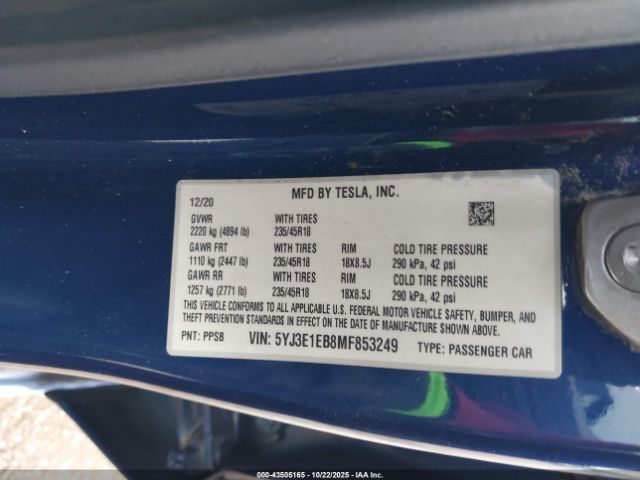 MFD BY TESLA, INC.
12/20
GVWR WITH TIRES
2220 kg (4894 lb) 235/45R18
GAWR FRT WITH TIRES RIM COLD TIRE PRESSURE
1110 kg (2447 lb) 235/45R18 18X8.5J 290 kPa, 42 psi
GAWR RR WITH TIRES RIM COLD TIRE PRESSURE
1257 kg (2771 lb) 235/45R18 18X8.5J 290 kPa, 42 psi
THIS VEHICLE CONFORMS TO ALL APPLICABLE U.S. FEDERAL MOTOR VEHICLE SAFETY, BUMPER, AND
THEFT PREVENTION STANDARDS IN EFFECT ON THE DATE OF MANUFACTURE SHOWN ABOVE.
PNT: PPSB VIN: 5YJ3E1EB8MF853249 TYPE: PASSENGER CAR
000-43505165 - 10/22/2025 - IAA Inc.